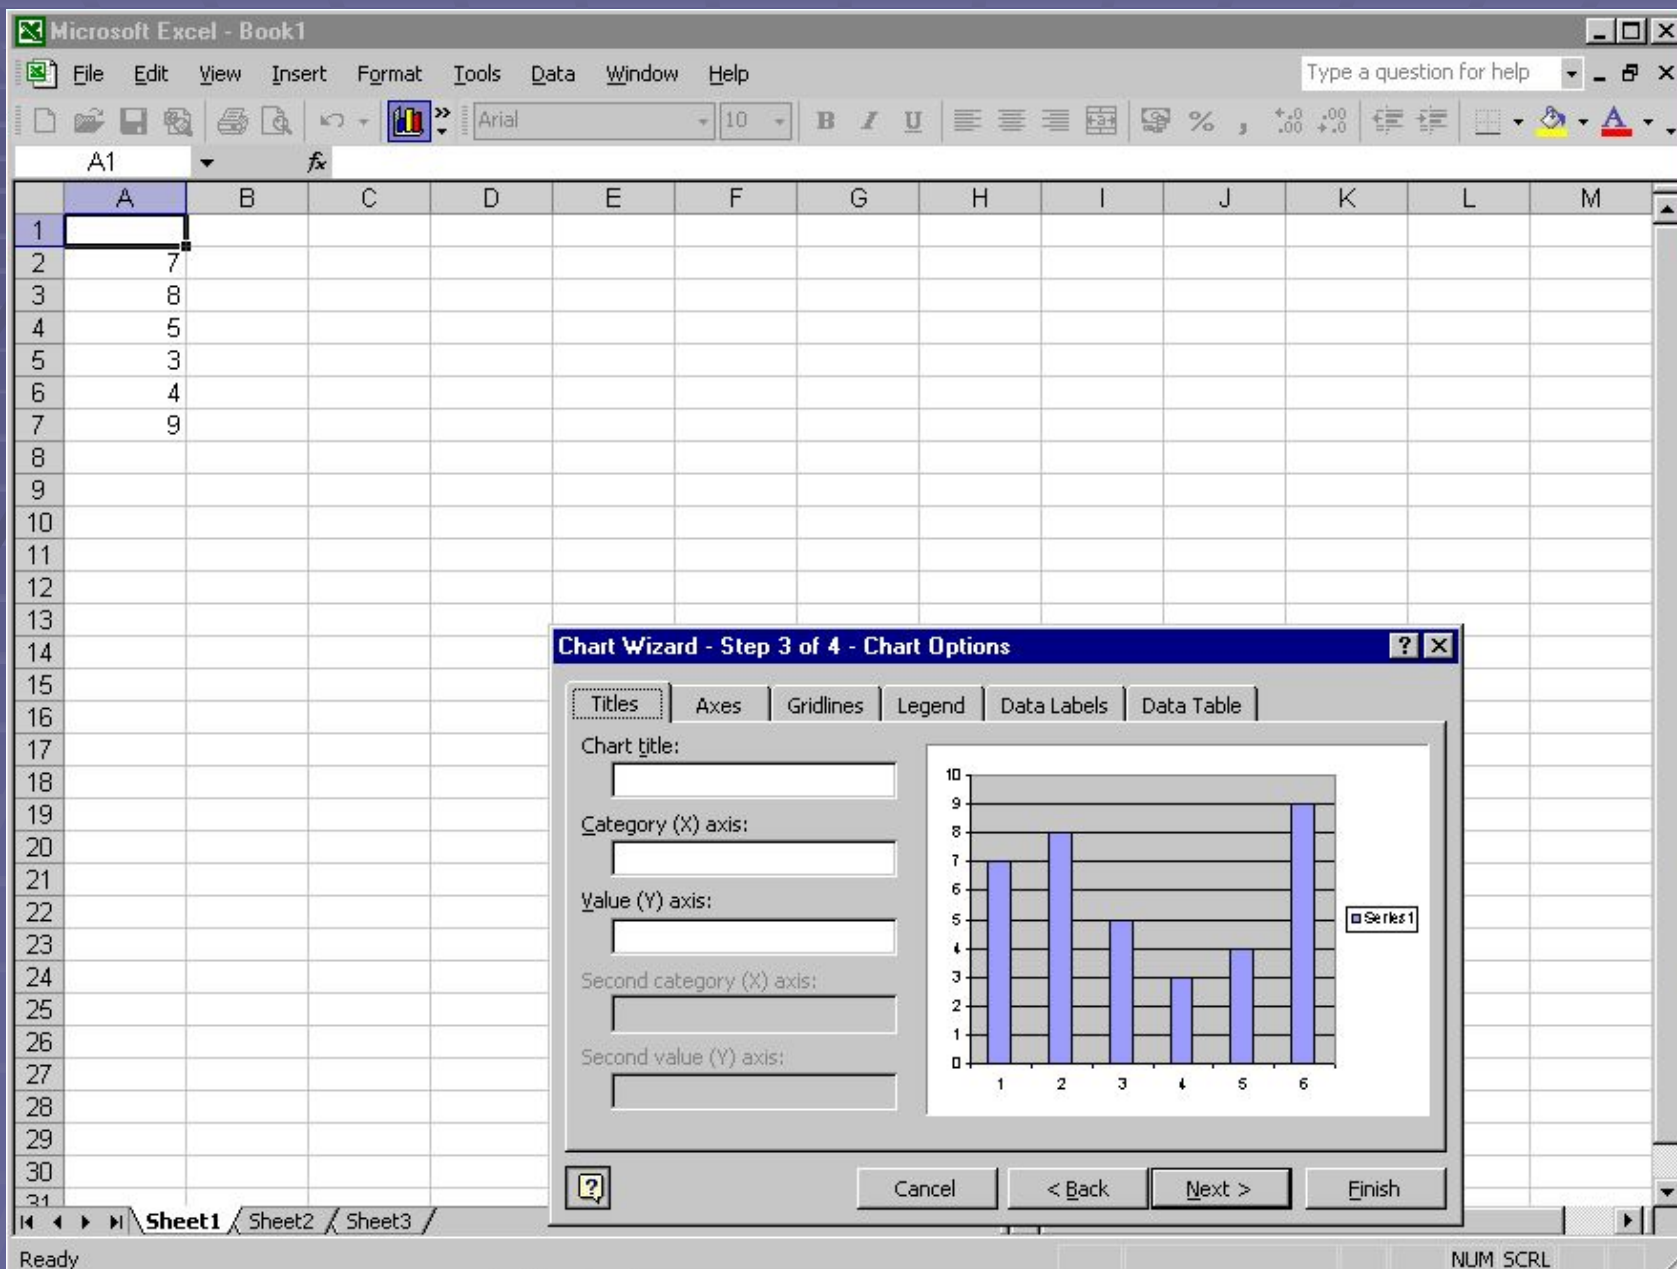 Microsoft Excel - Book1
File Edit View Insert Format Tools Data Window Help Type a question for help
Arial 10 B I U % ,
A1 fx
A B C D E F G H I J K L M
1
2 7
3 8
4 5
5 3
6 4
7 9
8
9
10
11
12
13
14
15
16
17
18
19
20
21
22
23
24
25
26
27
28
29
30
31
Chart Wizard - Step 3 of 4 - Chart Options
Titles Axes Gridlines Legend Data Labels Data Table
Chart title:
Category (X) axis:
Value (Y) axis:
Second category (X) axis:
Second value (Y) axis:
10
9
8
7
6
5
4
3
2
1
0
1 2 3 4 5 6
Series1
Cancel < Back Next > Finish
Sheet1 Sheet2 Sheet3
Ready NUM SCRL